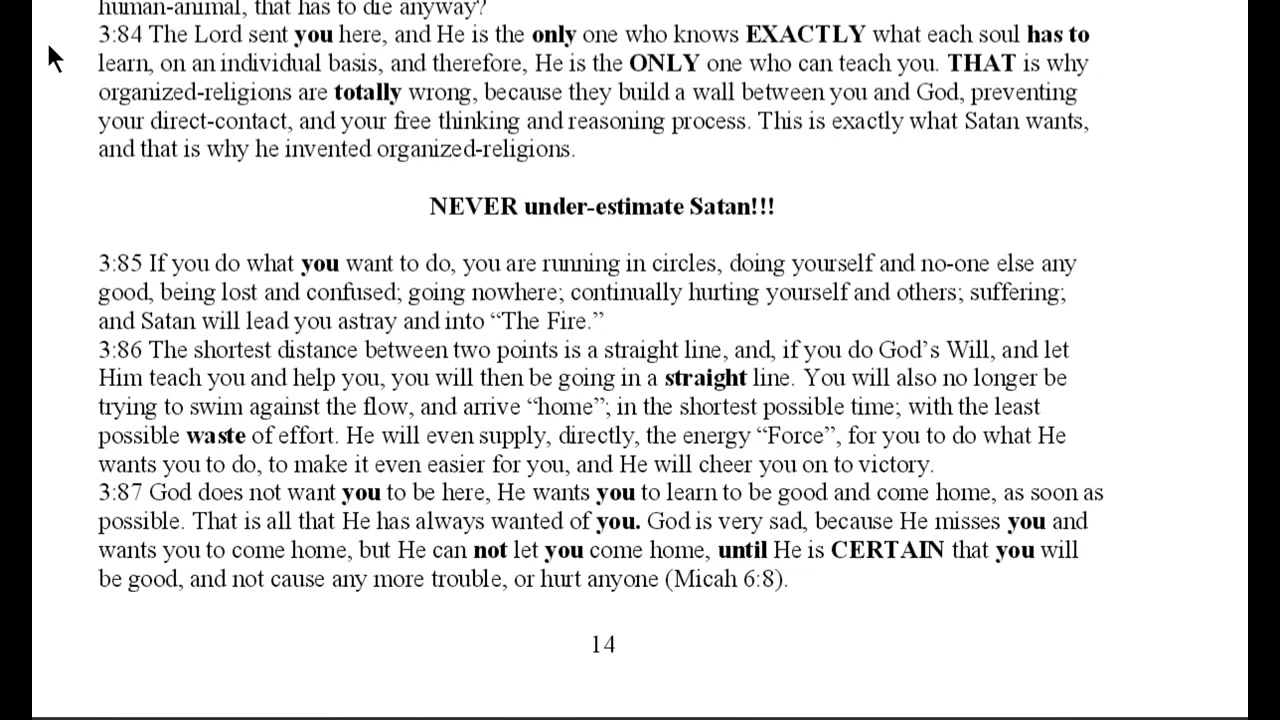 human-animal, that has to die anyway?
3:84 The Lord sent you here, and He is the only one who knows EXACTLY what each soul has to
learn, on an individual basis, and therefore, He is the ONLY one who can teach you. THAT is why
organized-religions are totally wrong, because they build a wall between you and God, preventing
your direct-contact, and your free thinking and reasoning process. This is exactly what Satan wants,
and that is why he invented organized-religions.
NEVER under-estimate Satan!!!
3:85 If you do what you want to do, you are running in circles, doing yourself and no-one else any
good, being lost and confused; going nowhere; continually hurting yourself and others; suffering;
and Satan will lead you astray and into “The Fire.”
3:86 The shortest distance between two points is a straight line, and, if you do God’s Will, and let
Him teach you and help you, you will then be going in a straight line. You will also no longer be
trying to swim against the flow, and arrive “home”; in the shortest possible time; with the least
possible waste of effort. He will even supply, directly, the energy “Force”, for you to do what He
wants you to do, to make it even easier for you, and He will cheer you on to victory.
3:87 God does not want you to be here, He wants you to learn to be good and come home, as soon as
possible. That is all that He has always wanted of you. God is very sad, because He misses you and
wants you to come home, but He can not let you come home, until He is CERTAIN that you will
be good, and not cause any more trouble, or hurt anyone (Micah 6:8).
14